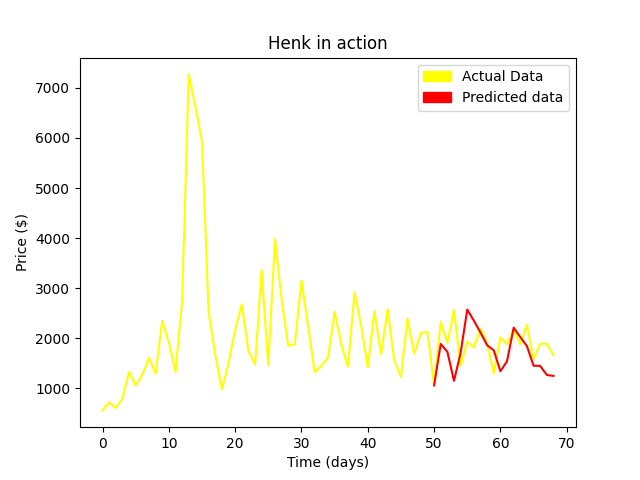 Henk in action
Actual Data
Predicted data
Price ($)
7000
6000
5000
4000
3000
2000
1000
0 10 20 30 40 50 60 70
Time (days)